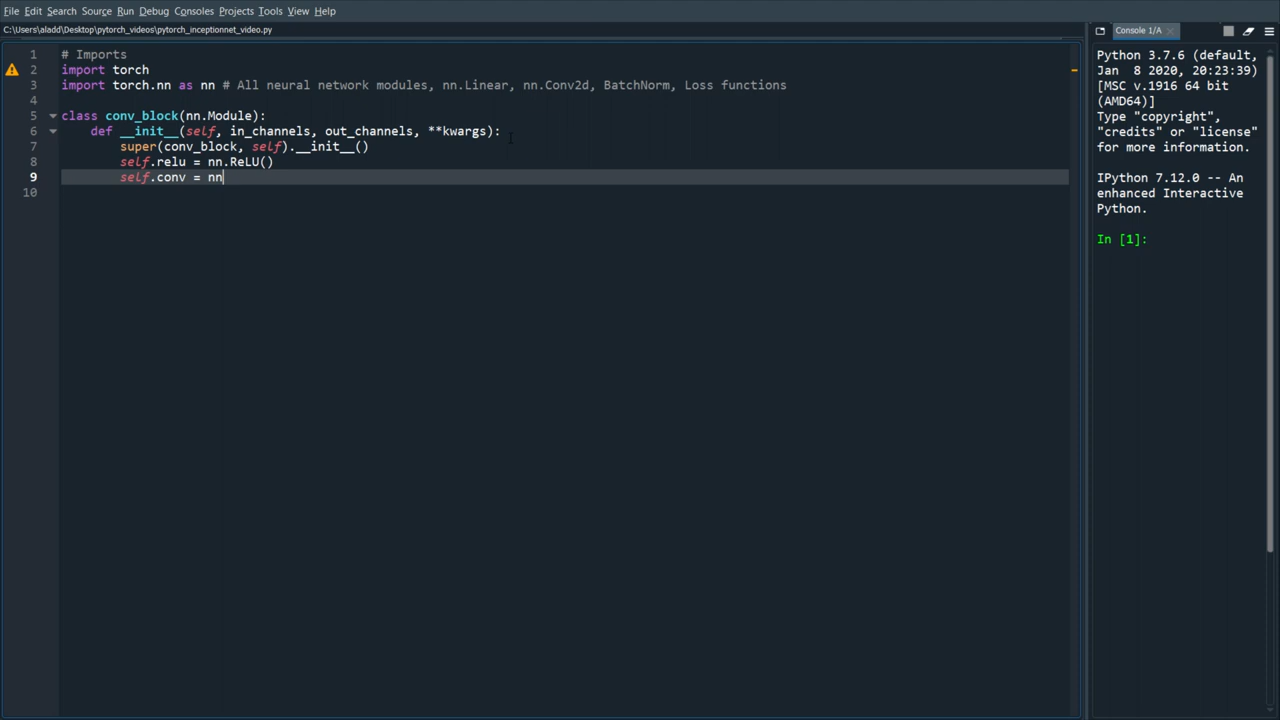 File Edit Search Source Run Debug Consoles Projects Tools View Help
C:\Users\aladd\Desktop\pytorch_videos\pytorch_inceptionnet_video.py
1 # Imports
2 import torch
3 import torch.nn as nn # All neural network modules, nn.Linear, nn.Conv2d, BatchNorm, Loss functions
4
5 class conv_block(nn.Module):
6 def __init__(self, in_channels, out_channels, **kwargs):
7 super(conv_block, self).__init__()
8 self.relu = nn.ReLU()
9 self.conv = nn
10
Console 1/A
Python 3.7.6 (default,
Jan  8 2020, 20:23:39)
[MSC v.1916 64 bit
(AMD64)]
Type "copyright",
"credits" or "license"
for more information.
IPython 7.12.0 -- An
enhanced Interactive
Python.
In [1]: